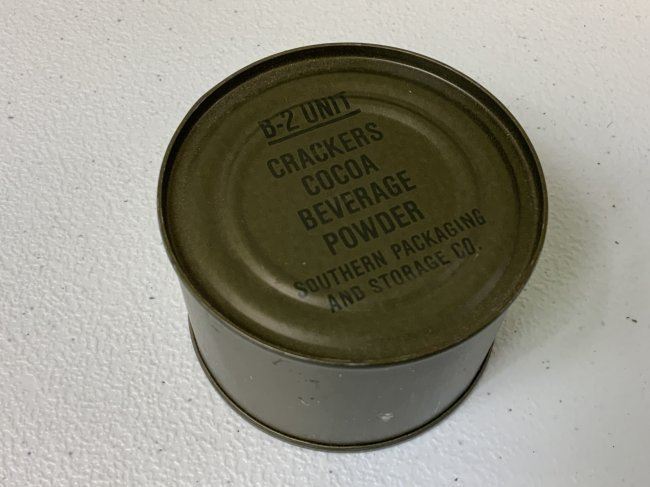 B-2 UNIT
CRACKERS
COCOA
BEVERAGE
POWDER
SOUTHERN PACKAGING
AND STORAGE CO.